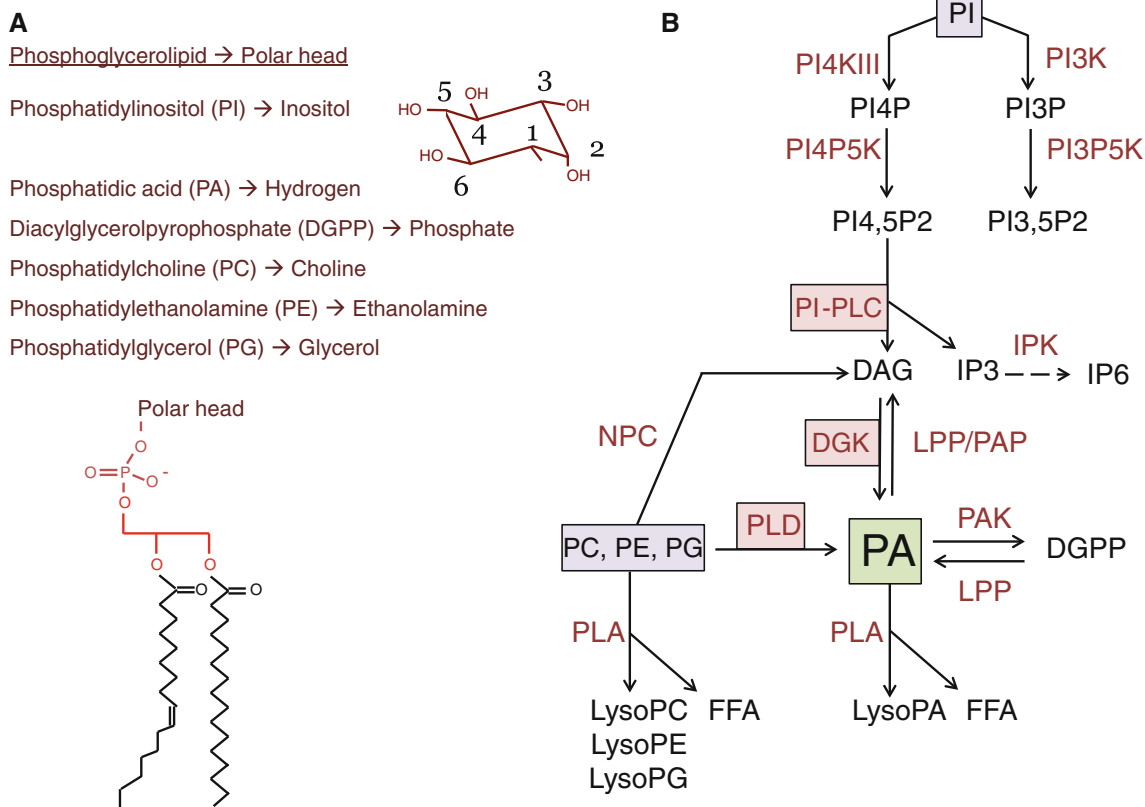 A
Phosphoglycerolipid → Polar head
Phosphatidylinositol (PI) → Inositol
5
OH
3
HO
OH
4
1
2
HO
6
OH
Phosphatidic acid (PA) → Hydrogen
Diacylglycerolpyrophosphate (DGPP) → Phosphate
Phosphatidylcholine (PC) → Choline
Phosphatidylethanolamine (PE) → Ethanolamine
Phosphatidylglycerol (PG) → Glycerol
Polar head
O
O=P O -
O
O O
O O
B
PI
PI4KIII PI3K
PI4P PI3P
PI4P5K PI3P5K
PI4,5P2 PI3,5P2
PI-PLC
IPK
DAG IP3 IP6
NPC DGK LPP/PAP
PLD PAK
PC, PE, PG PA DGPP
LPP
PLA PLA
LysoPC FFA LysoPA FFA
LysoPE
LysoPG